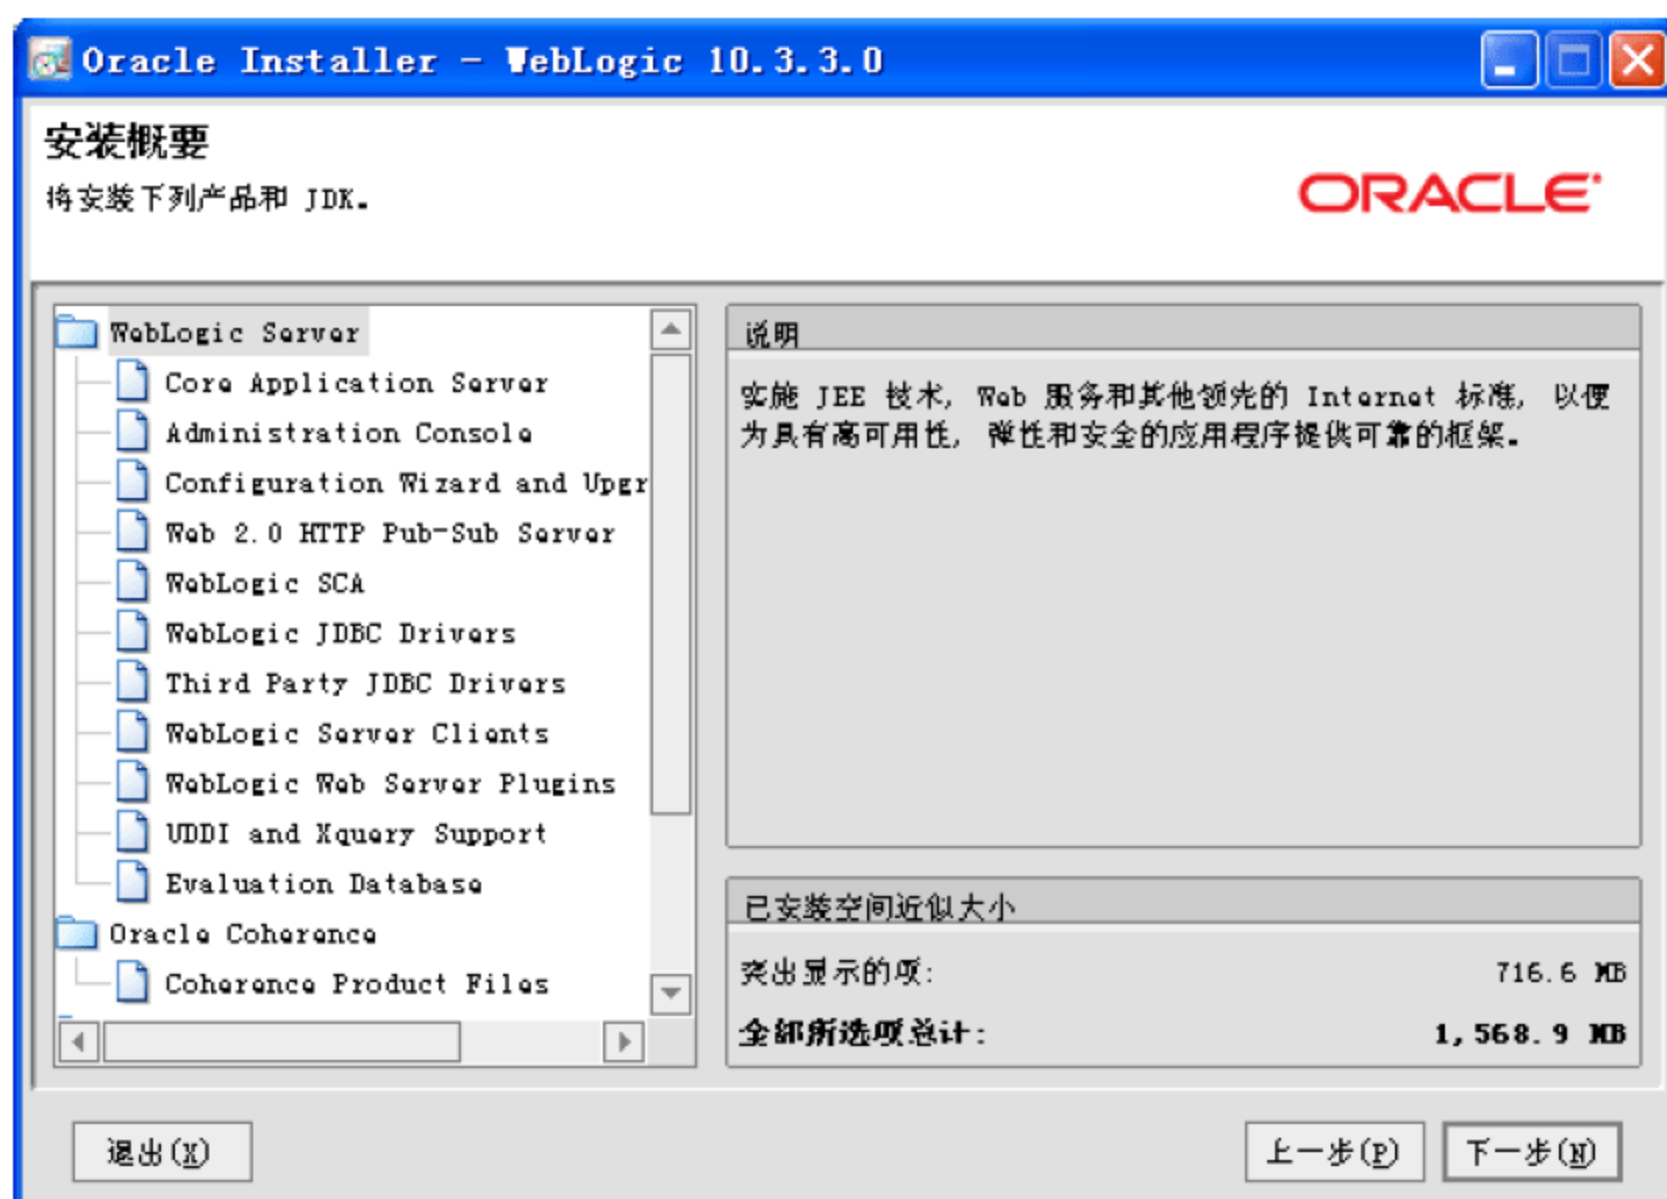 Oracle Installer - WebLogic 10.3.3.0
安装概要
将安装下列产品和 JDK。
ORACLE
WebLogic Server
Core Application Server
Administration Console
Configuration Wizard and Upgr
Web 2.0 HTTP Pub-Sub Server
WebLogic SCA
WebLogic JDBC Drivers
Third Party JDBC Drivers
WebLogic Server Clients
WebLogic Web Server Plugins
UDDI and Xquery Support
Evaluation Database
Oracle Coherence
Coherence Product Files
说明
实施 JEE 技术, Web 服务和其他领先的 Internet 标准, 以便
为具有高可用性, 弹性和安全的应用程序提供可靠的框架。
已安装空间近似大小
突出显示的项: 716.6 MB
全部所选项总计: 1,568.9 MB
退出(X)
上一步(P)
下一步(N)